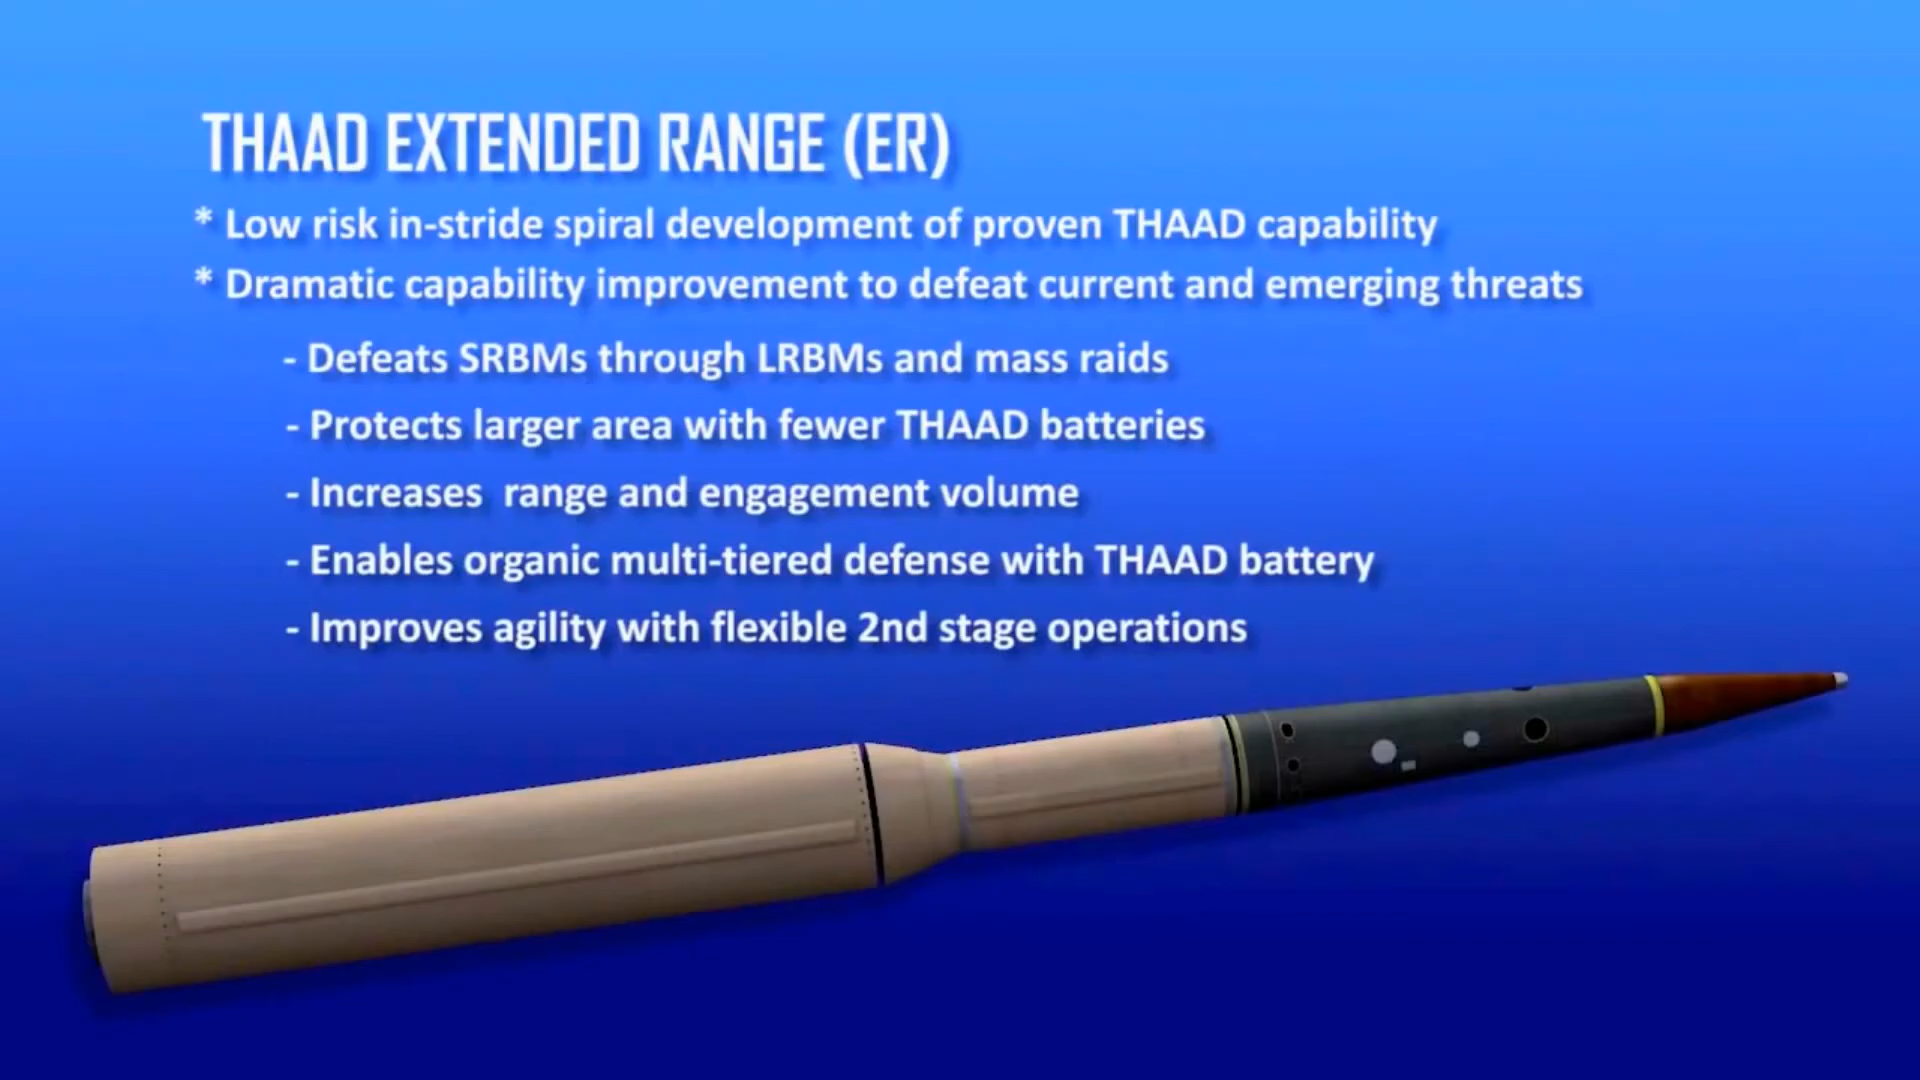 THAAD EXTENDED RANGE (ER)
* Low risk in-stride spiral development of proven THAAD capability
* Dramatic capability improvement to defeat current and emerging threats
- Defeats SRBMs through LRBMs and mass raids
- Protects larger area with fewer THAAD batteries
- Increases  range and engagement volume
- Enables organic multi-tiered defense with THAAD battery
- Improves agility with flexible 2nd stage operations